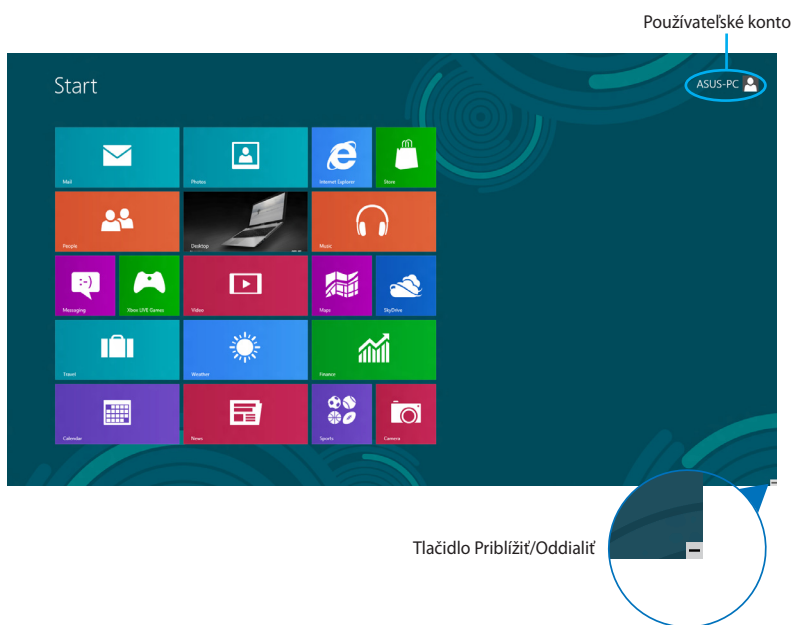 Používateľské konto
Start
ASUS-PC
Mail
Photos
Internet Explorer
Store
People
Desktop
Music
Messaging
Xbox LIVE Games
Video
Maps
SkyDrive
Travel
Weather
Finance
Calendar
News
Sports
Camera
Tlačidlo Priblížiť/Oddialiť